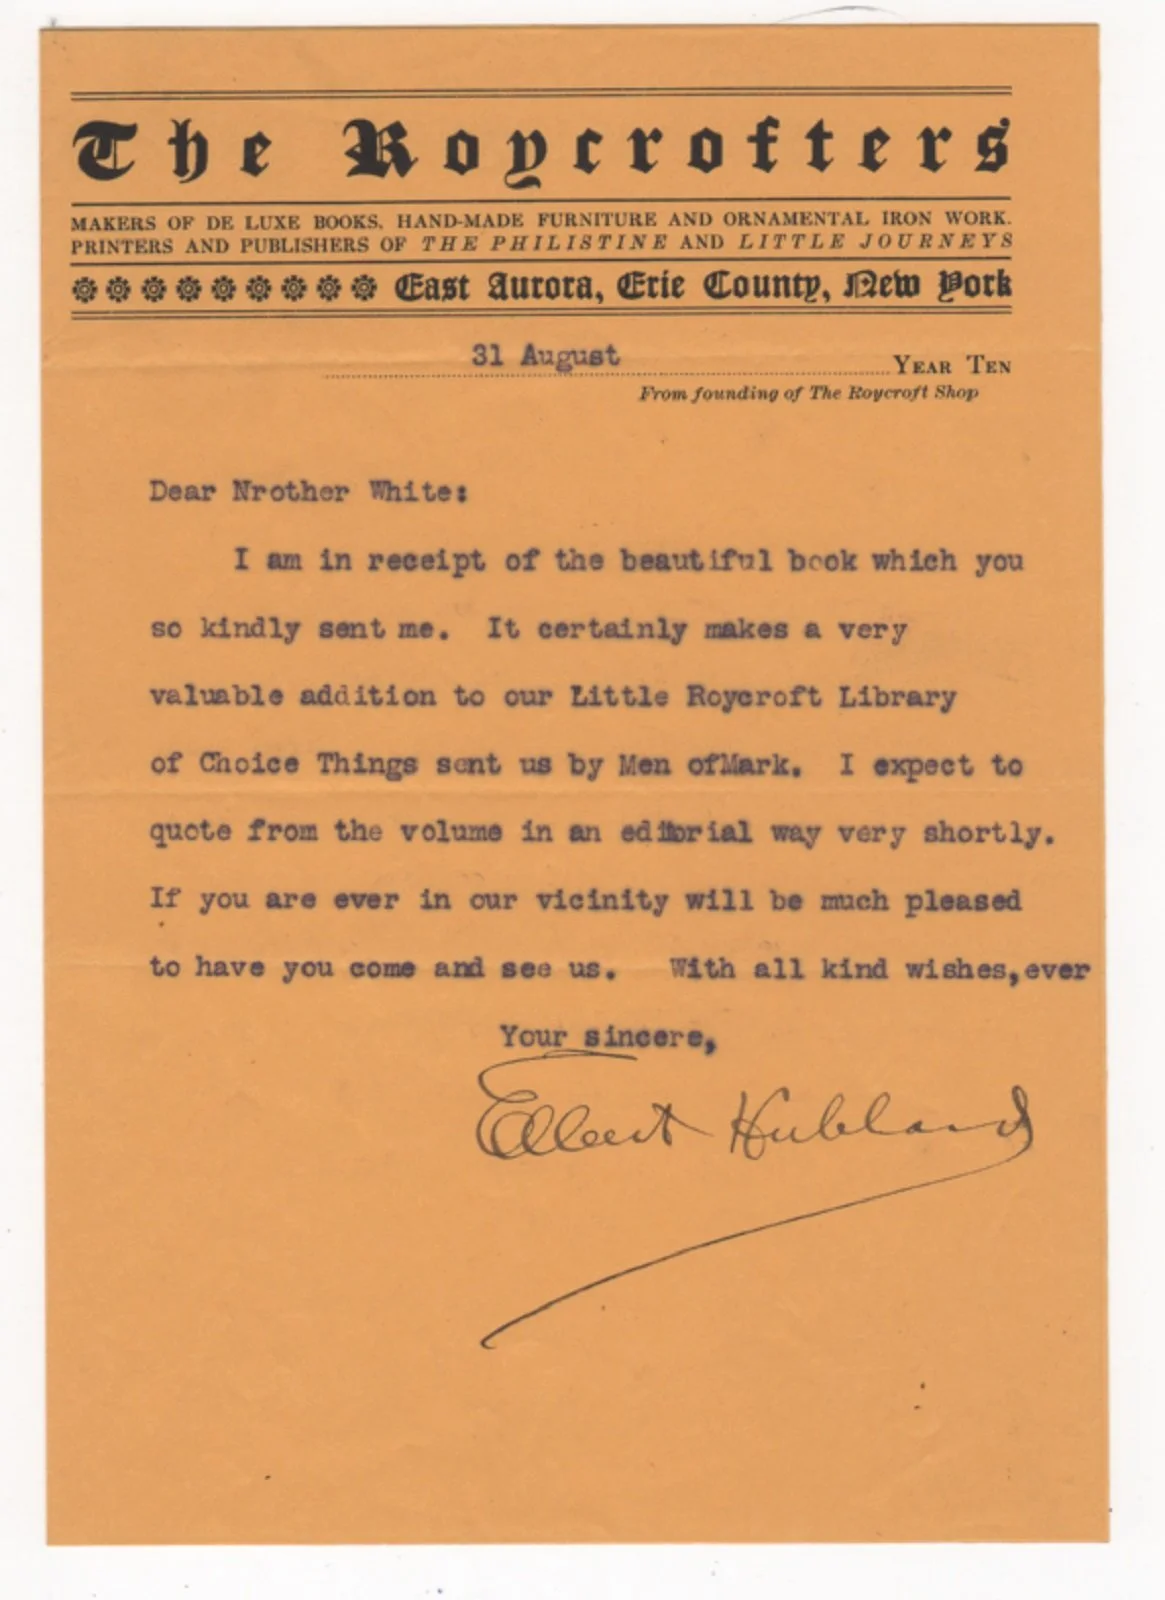 The Roycrofters
MAKERS OF DE LUXE BOOKS, HAND-MADE FURNITURE AND ORNAMENTAL IRON WORK.
PRINTERS AND PUBLISHERS OF THE PHILISTINE AND LITTLE JOURNEYS
East Aurora, Erie County, New York
31 August YEAR TEN
From founding of The Roycroft Shop
Dear Nrother White:
I am in receipt of the beautiful book which you
so kindly sent me. It certainly makes a very
valuable addition to our Little Roycroft Library
of Choice Things sent us by Men ofMark. I expect to
quote from the volume in an editorial way very shortly.
If you are ever in our vicinity will be much pleased
to have you come and see us. With all kind wishes,ever
Your sincere,
Elbert Hubbard